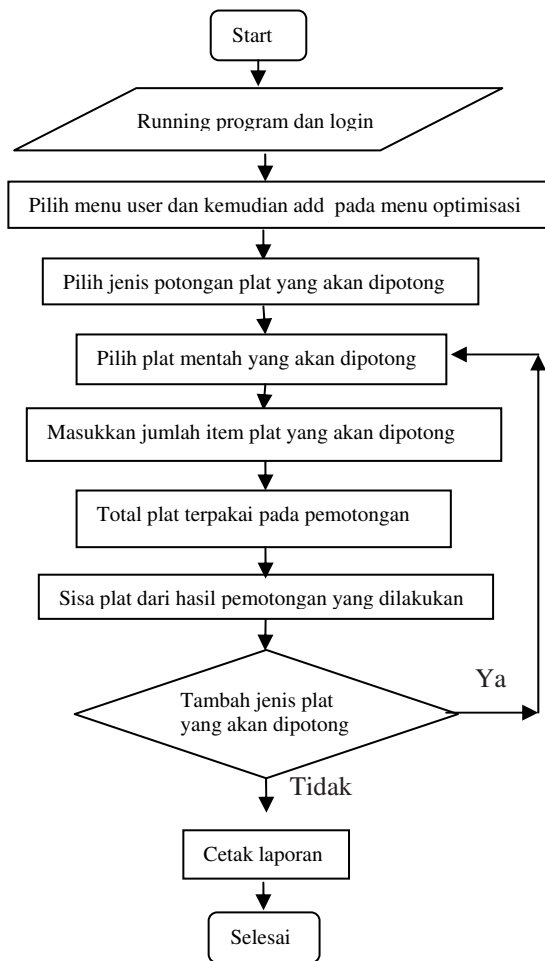 Start
Running program dan login
Pilih menu user dan kemudian add pada menu optimisasi
Pilih jenis potongan plat yang akan dipotong
Pilih plat mentah yang akan dipotong
Masukkan jumlah item plat yang akan dipotong
Total plat terpakai pada pemotongan
Sisa plat dari hasil pemotongan yang dilakukan
Ya
Tambah jenis plat
yang akan dipotong
Tidak
Cetak laporan
Selesai